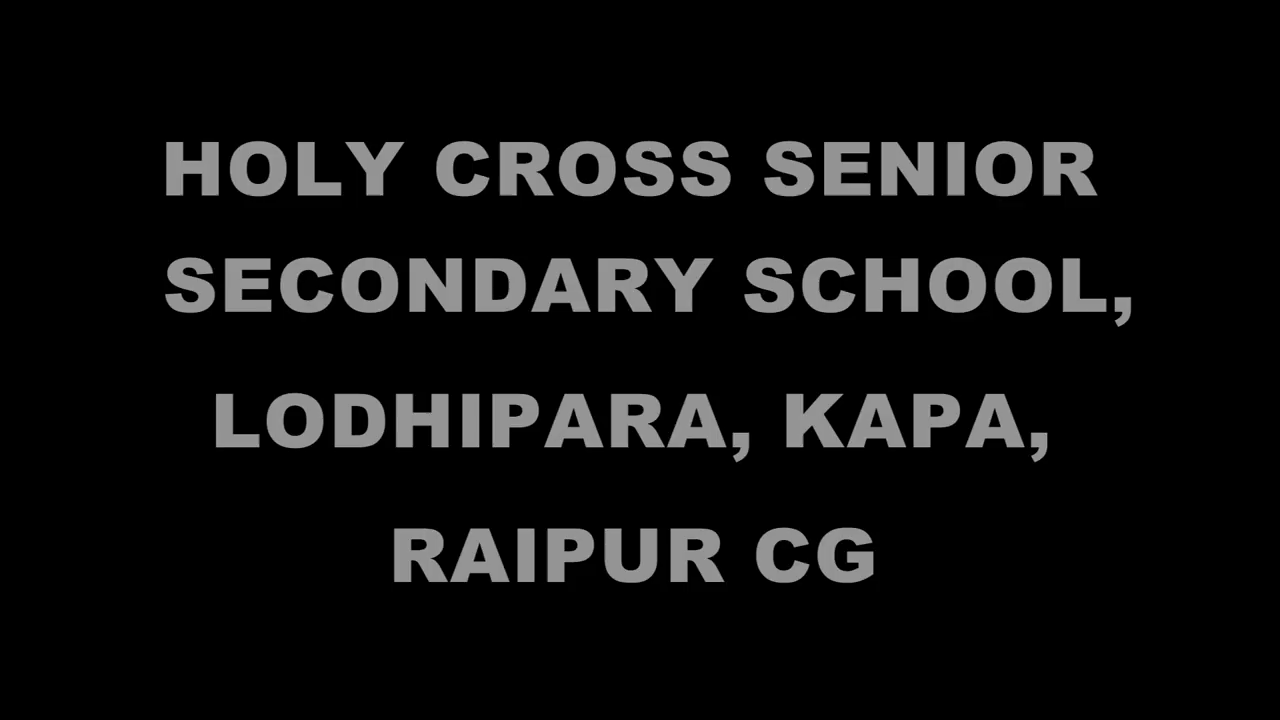 HOLY CROSS SENIOR
SECONDARY SCHOOL,
LODHIPARA, KAPA,
RAIPUR CG